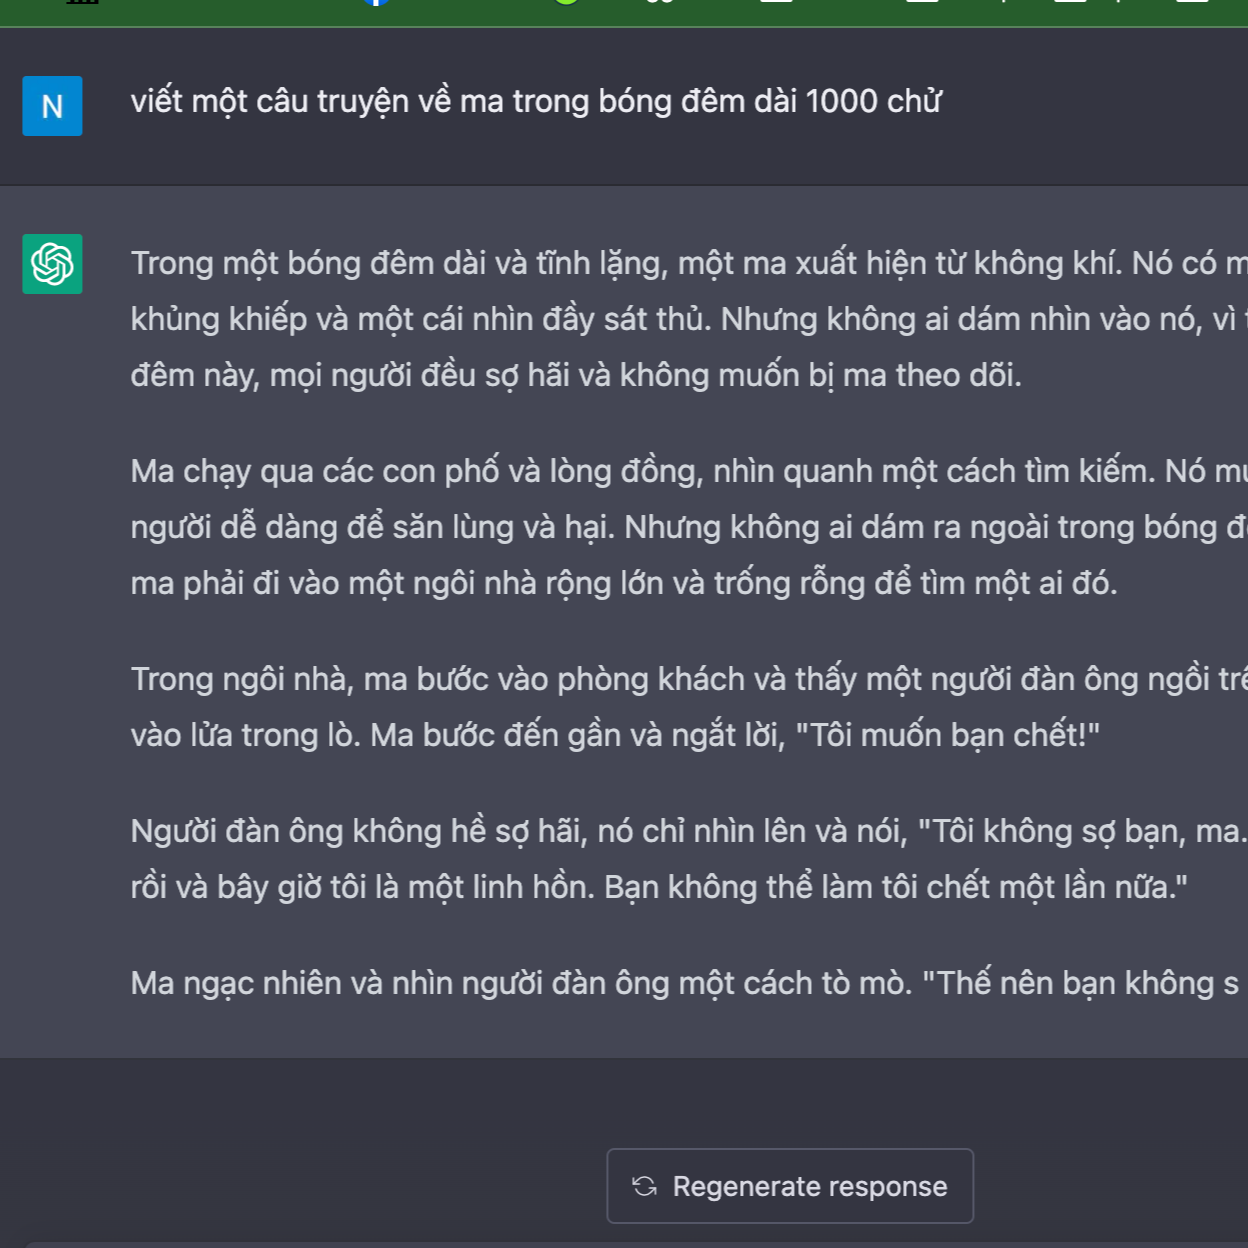 N
viết một câu truyện về ma trong bóng đêm dài 1000 chử
Trong một bóng đêm dài và tĩnh lặng, một ma xuất hiện từ không khí. Nó có
khủng khiếp và một cái nhìn đầy sát thủ. Nhưng không ai dám nhìn vào nó, vì
đêm này, mọi người đều sợ hãi và không muốn bị ma theo dõi.
Ma chạy qua các con phố và lòng đồng, nhìn quanh một cách tìm kiếm. Nó
người dễ dàng để săn lùng và hại. Nhưng không ai dám ra ngoài trong bóng
ma phải đi vào một ngôi nhà rộng lớn và trống rỗng để tìm một ai đó.
Trong ngôi nhà, ma bước vào phòng khách và thấy một người đàn ông ngồi
vào lửa trong lò. Ma bước đến gần và ngắt lời, "Tôi muốn bạn chết!"
Người đàn ông không hề sợ hãi, nó chỉ nhìn lên và nói, "Tôi không sợ bạn, ma.
rồi và bây giờ tôi là một linh hồn. Bạn không thể làm tôi chết một lần nữa."
Ma ngạc nhiên và nhìn người đàn ông một cách tò mò. "Thế nên bạn không s
Regenerate response